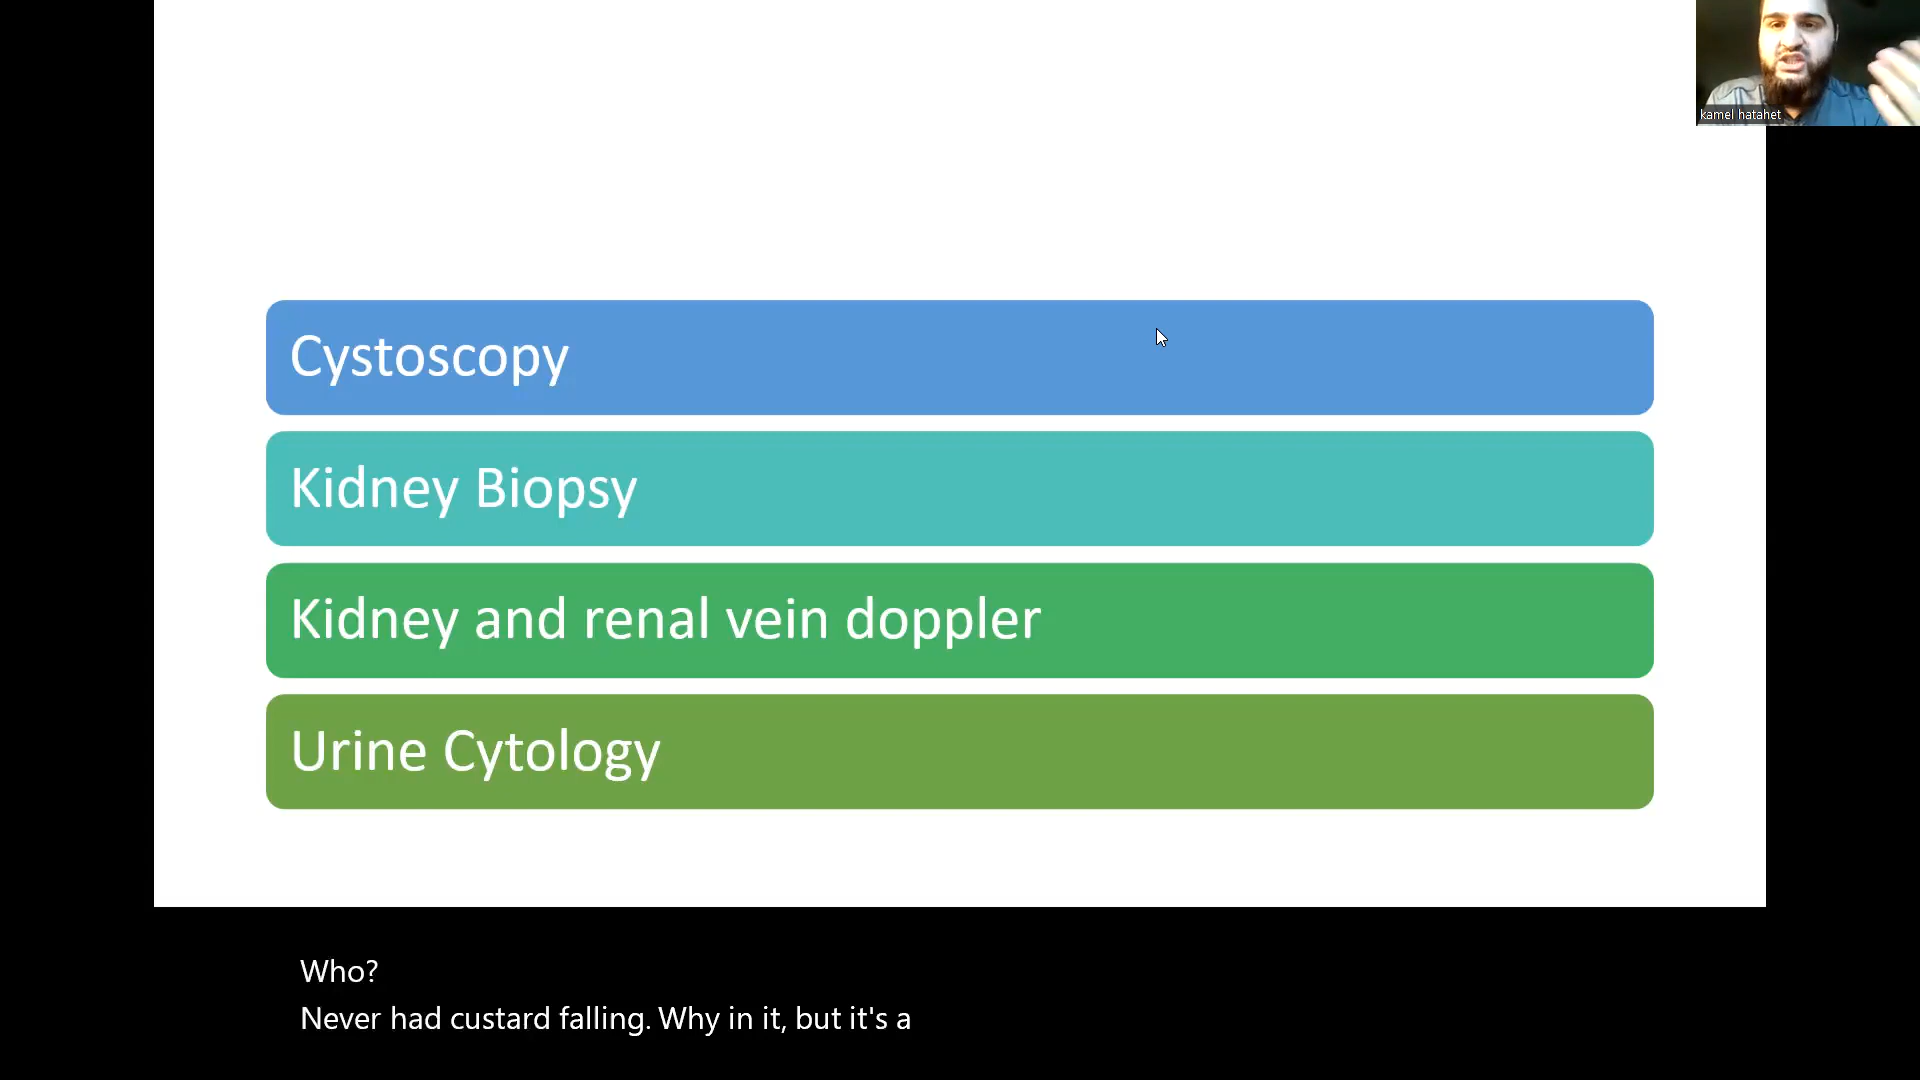 kamel hatahet
Cystoscopy
Kidney Biopsy
Kidney and renal vein doppler
Urine Cytology
Who?
Never had custard falling. Why in it, but it's a